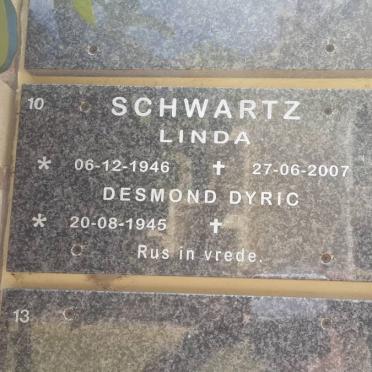 10 SCHWARTZ
LINDA
* 06-12-1946 ✝ 27-06-2007
DESMOND DYRIC
* 20-08-1945 ✝
Rus in vrede.
13